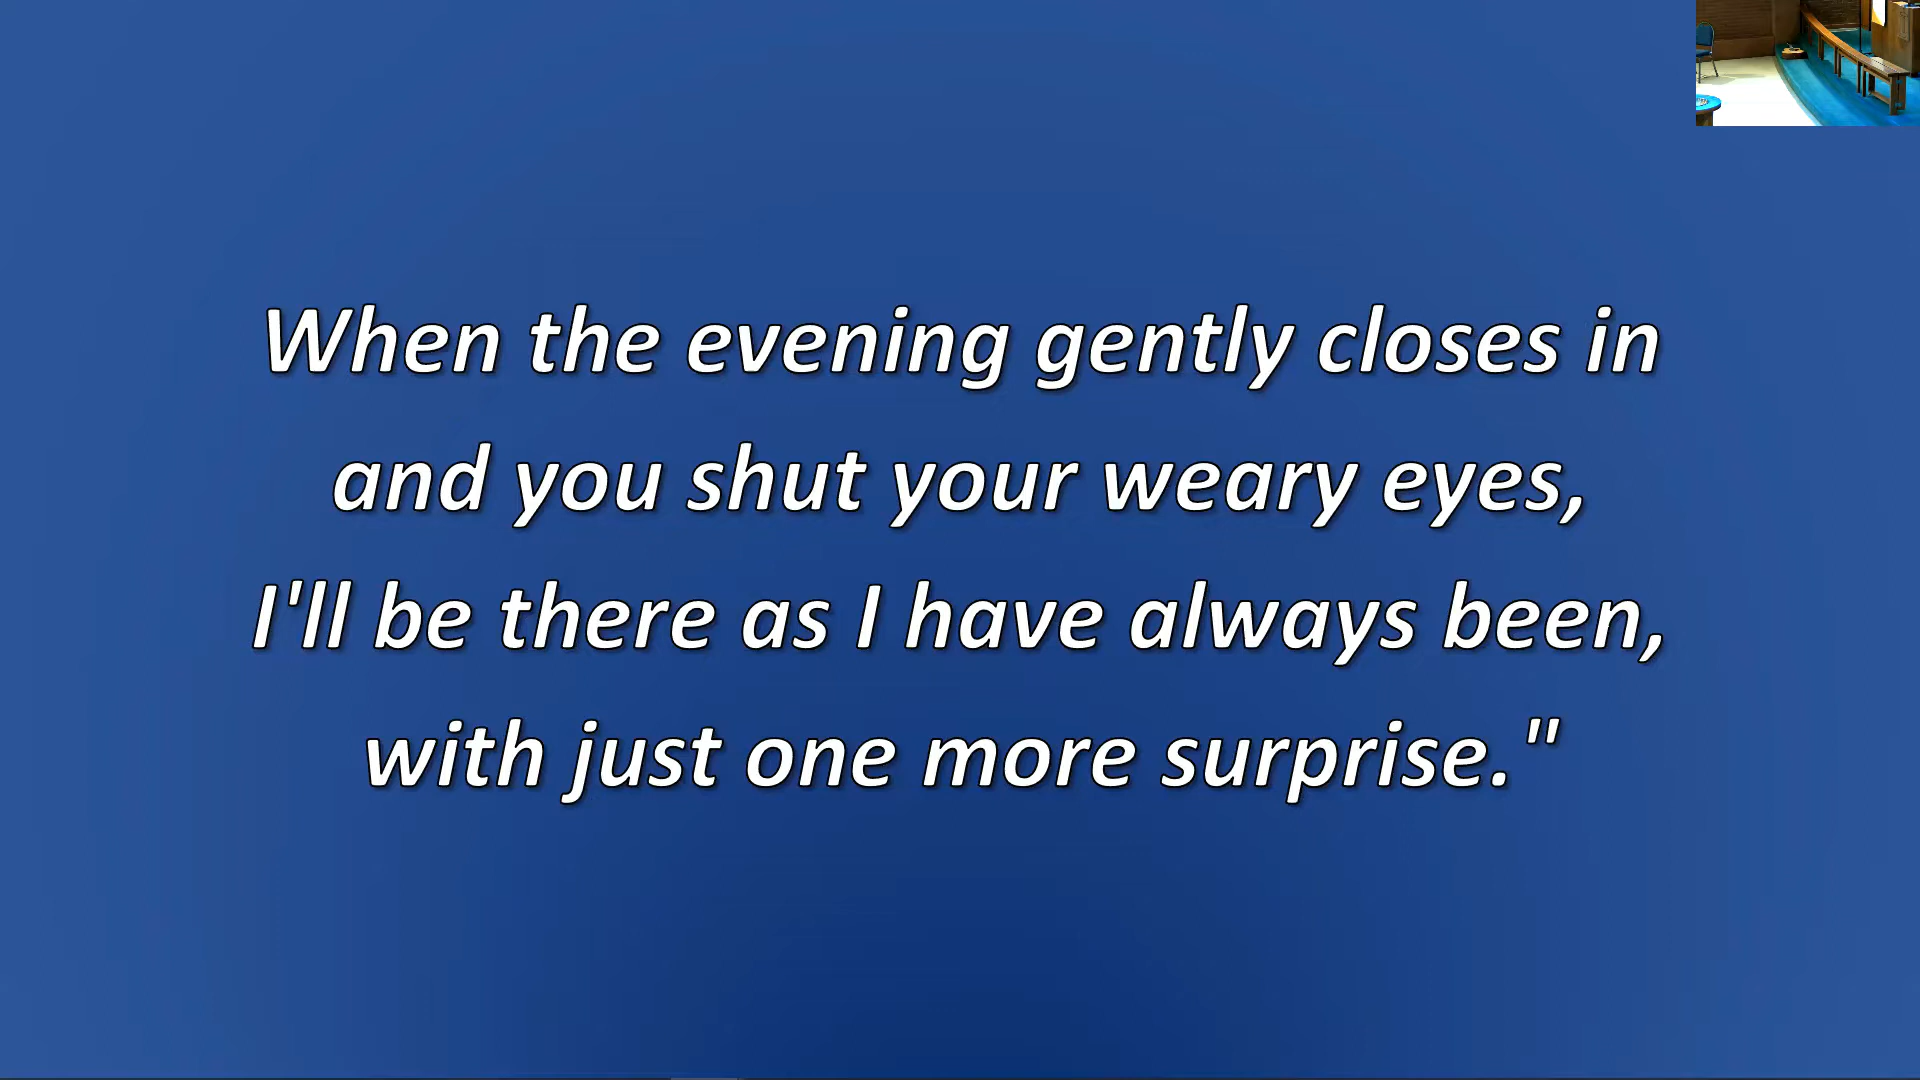 When the evening gently closes in
and you shut your weary eyes,
I'll be there as I have always been,
with just one more surprise."